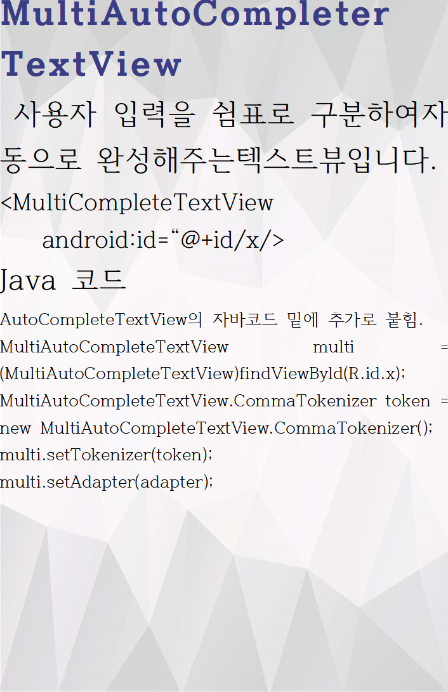 MultiAutoCompleter
TextView
사용자 입력을 쉼표로 구분하여자
동으로 완성해주는텍스트뷰입니다.
<MultiCompleteTextView
android:id=“@+id/x/>
Java 코드
AutoCompleteTextView의 자바코드 밑에 추가로 붙힘.
MultiAutoCompleteTextView multi =
(MultiAutoCompleteTextView)findViewById(R.id.x);
MultiAutoCompleteTextView.CommaTokenizer token =
new MultiAutoCompleteTextView.CommaTokenizer();
multi.setTokenizer(token);
multi.setAdapter(adapter);